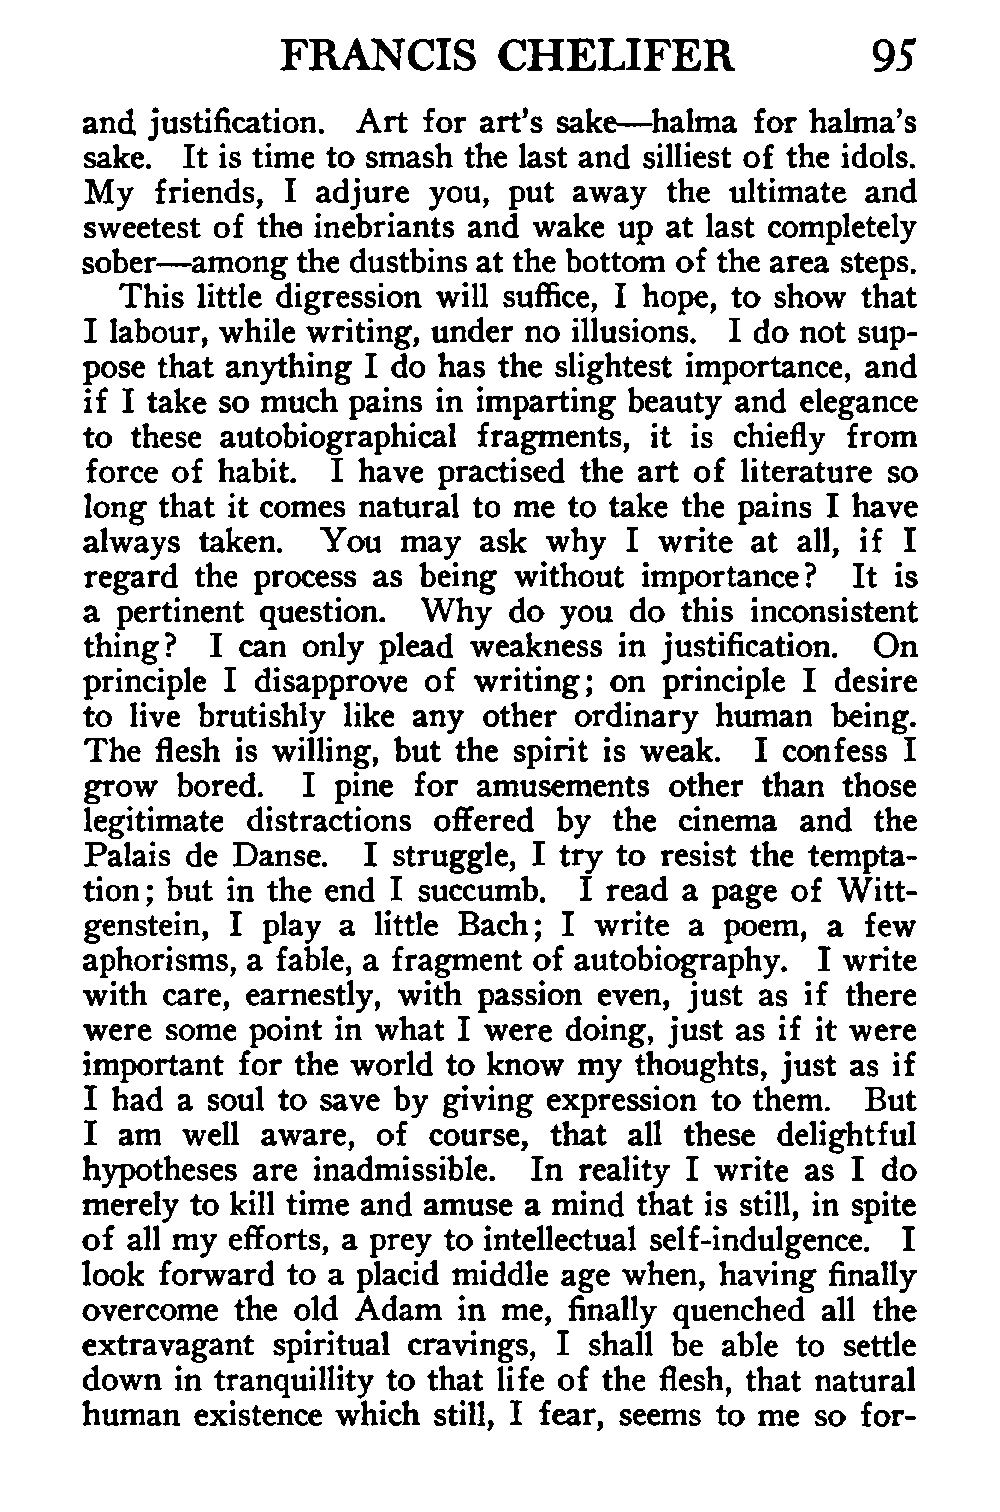 FRANCIS CHELIFER 95
and justification. Art for art's sake—halma for halma's
sake. It is time to smash the last and silliest of the idols.
My friends, I adjure you, put away the ultimate and
sweetest of the inebriants and wake up at last completely
sober—among the dustbins at the bottom of the area steps.
This little digression will suffice, I hope, to show that
I labour, while writing, under no illusions. I do not sup-
pose that anything I do has the slightest importance, and
if I take so much pains in imparting beauty and elegance
to these autobiographical fragments, it is chiefly from
force of habit. I have practised the art of literature so
long that it comes natural to me to take the pains I have
always taken. You may ask why I write at all, if I
regard the process as being without importance? It is
a pertinent question. Why do you do this inconsistent
thing? I can only plead weakness in justification. On
principle I disapprove of writing; on principle I desire
to live brutishly like any other ordinary human being.
The flesh is willing, but the spirit is weak. I confess I
grow bored. I pine for amusements other than those
legitimate distractions offered by the cinema and the
Palais de Danse. I struggle, I try to resist the tempta-
tion; but in the end I succumb. I read a page of Witt-
genstein, I play a little Bach; I write a poem, a few
aphorisms, a fable, a fragment of autobiography. I write
with care, earnestly, with passion even, just as if there
were some point in what I were doing, just as if it were
important for the world to know my thoughts, just as if
I had a soul to save by giving expression to them. But
I am well aware, of course, that all these delightful
hypotheses are inadmissible. In reality I write as I do
merely to kill time and amuse a mind that is still, in spite
of all my efforts, a prey to intellectual self-indulgence. I
look forward to a placid middle age when, having finally
overcome the old Adam in me, finally quenched all the
extravagant spiritual cravings, I shall be able to settle
down in tranquillity to that life of the flesh, that natural
human existence which still, I fear, seems to me so for-